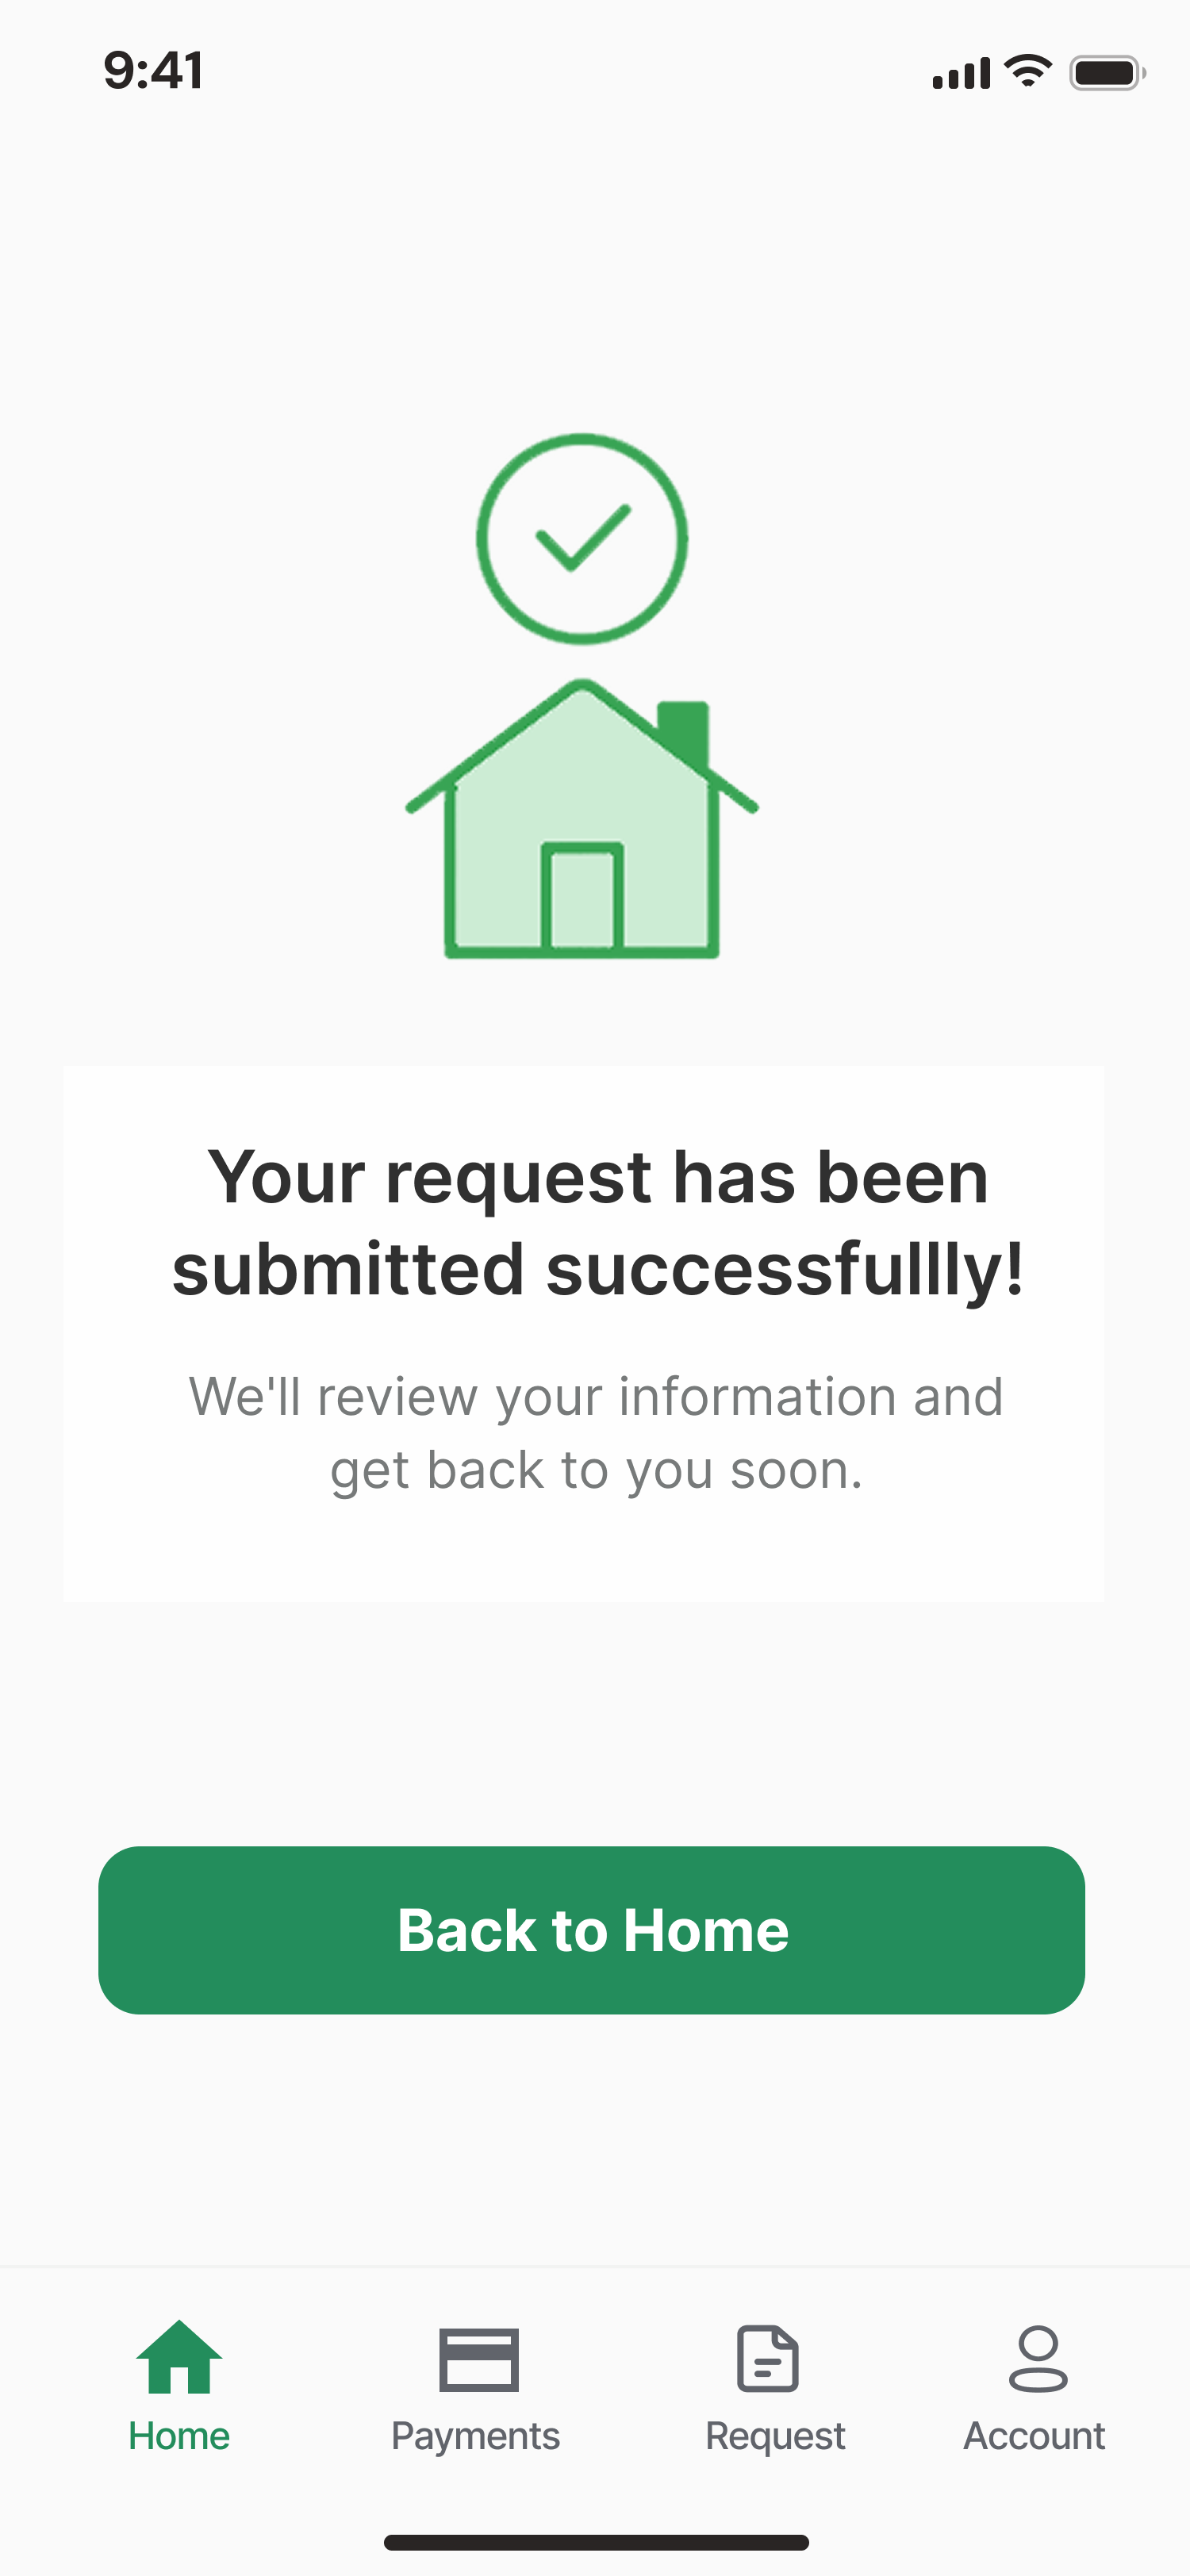 9:41
Your request has been
submitted successfullly!
We'll review your information and
get back to you soon.
Back to Home
Home
Payments
Request
Account